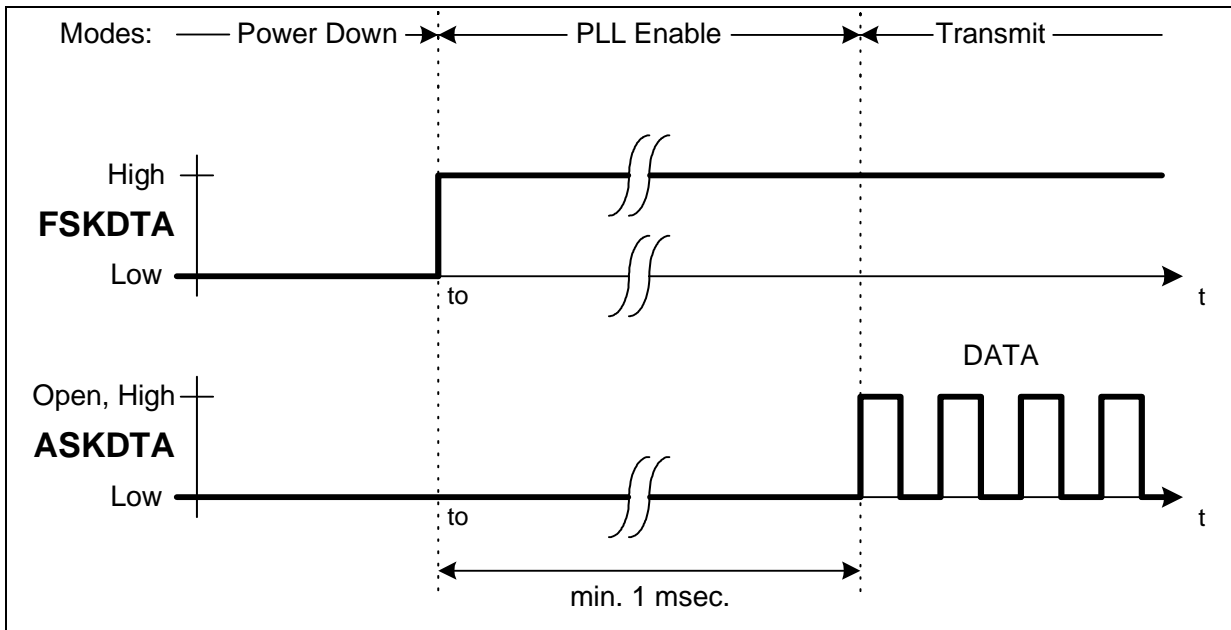 Modes: Power Down PLL Enable Transmit
High
FSKDTA
Low
to
t
DATA
Open, High
ASKDTA
Low
to
t
min. 1 msec.